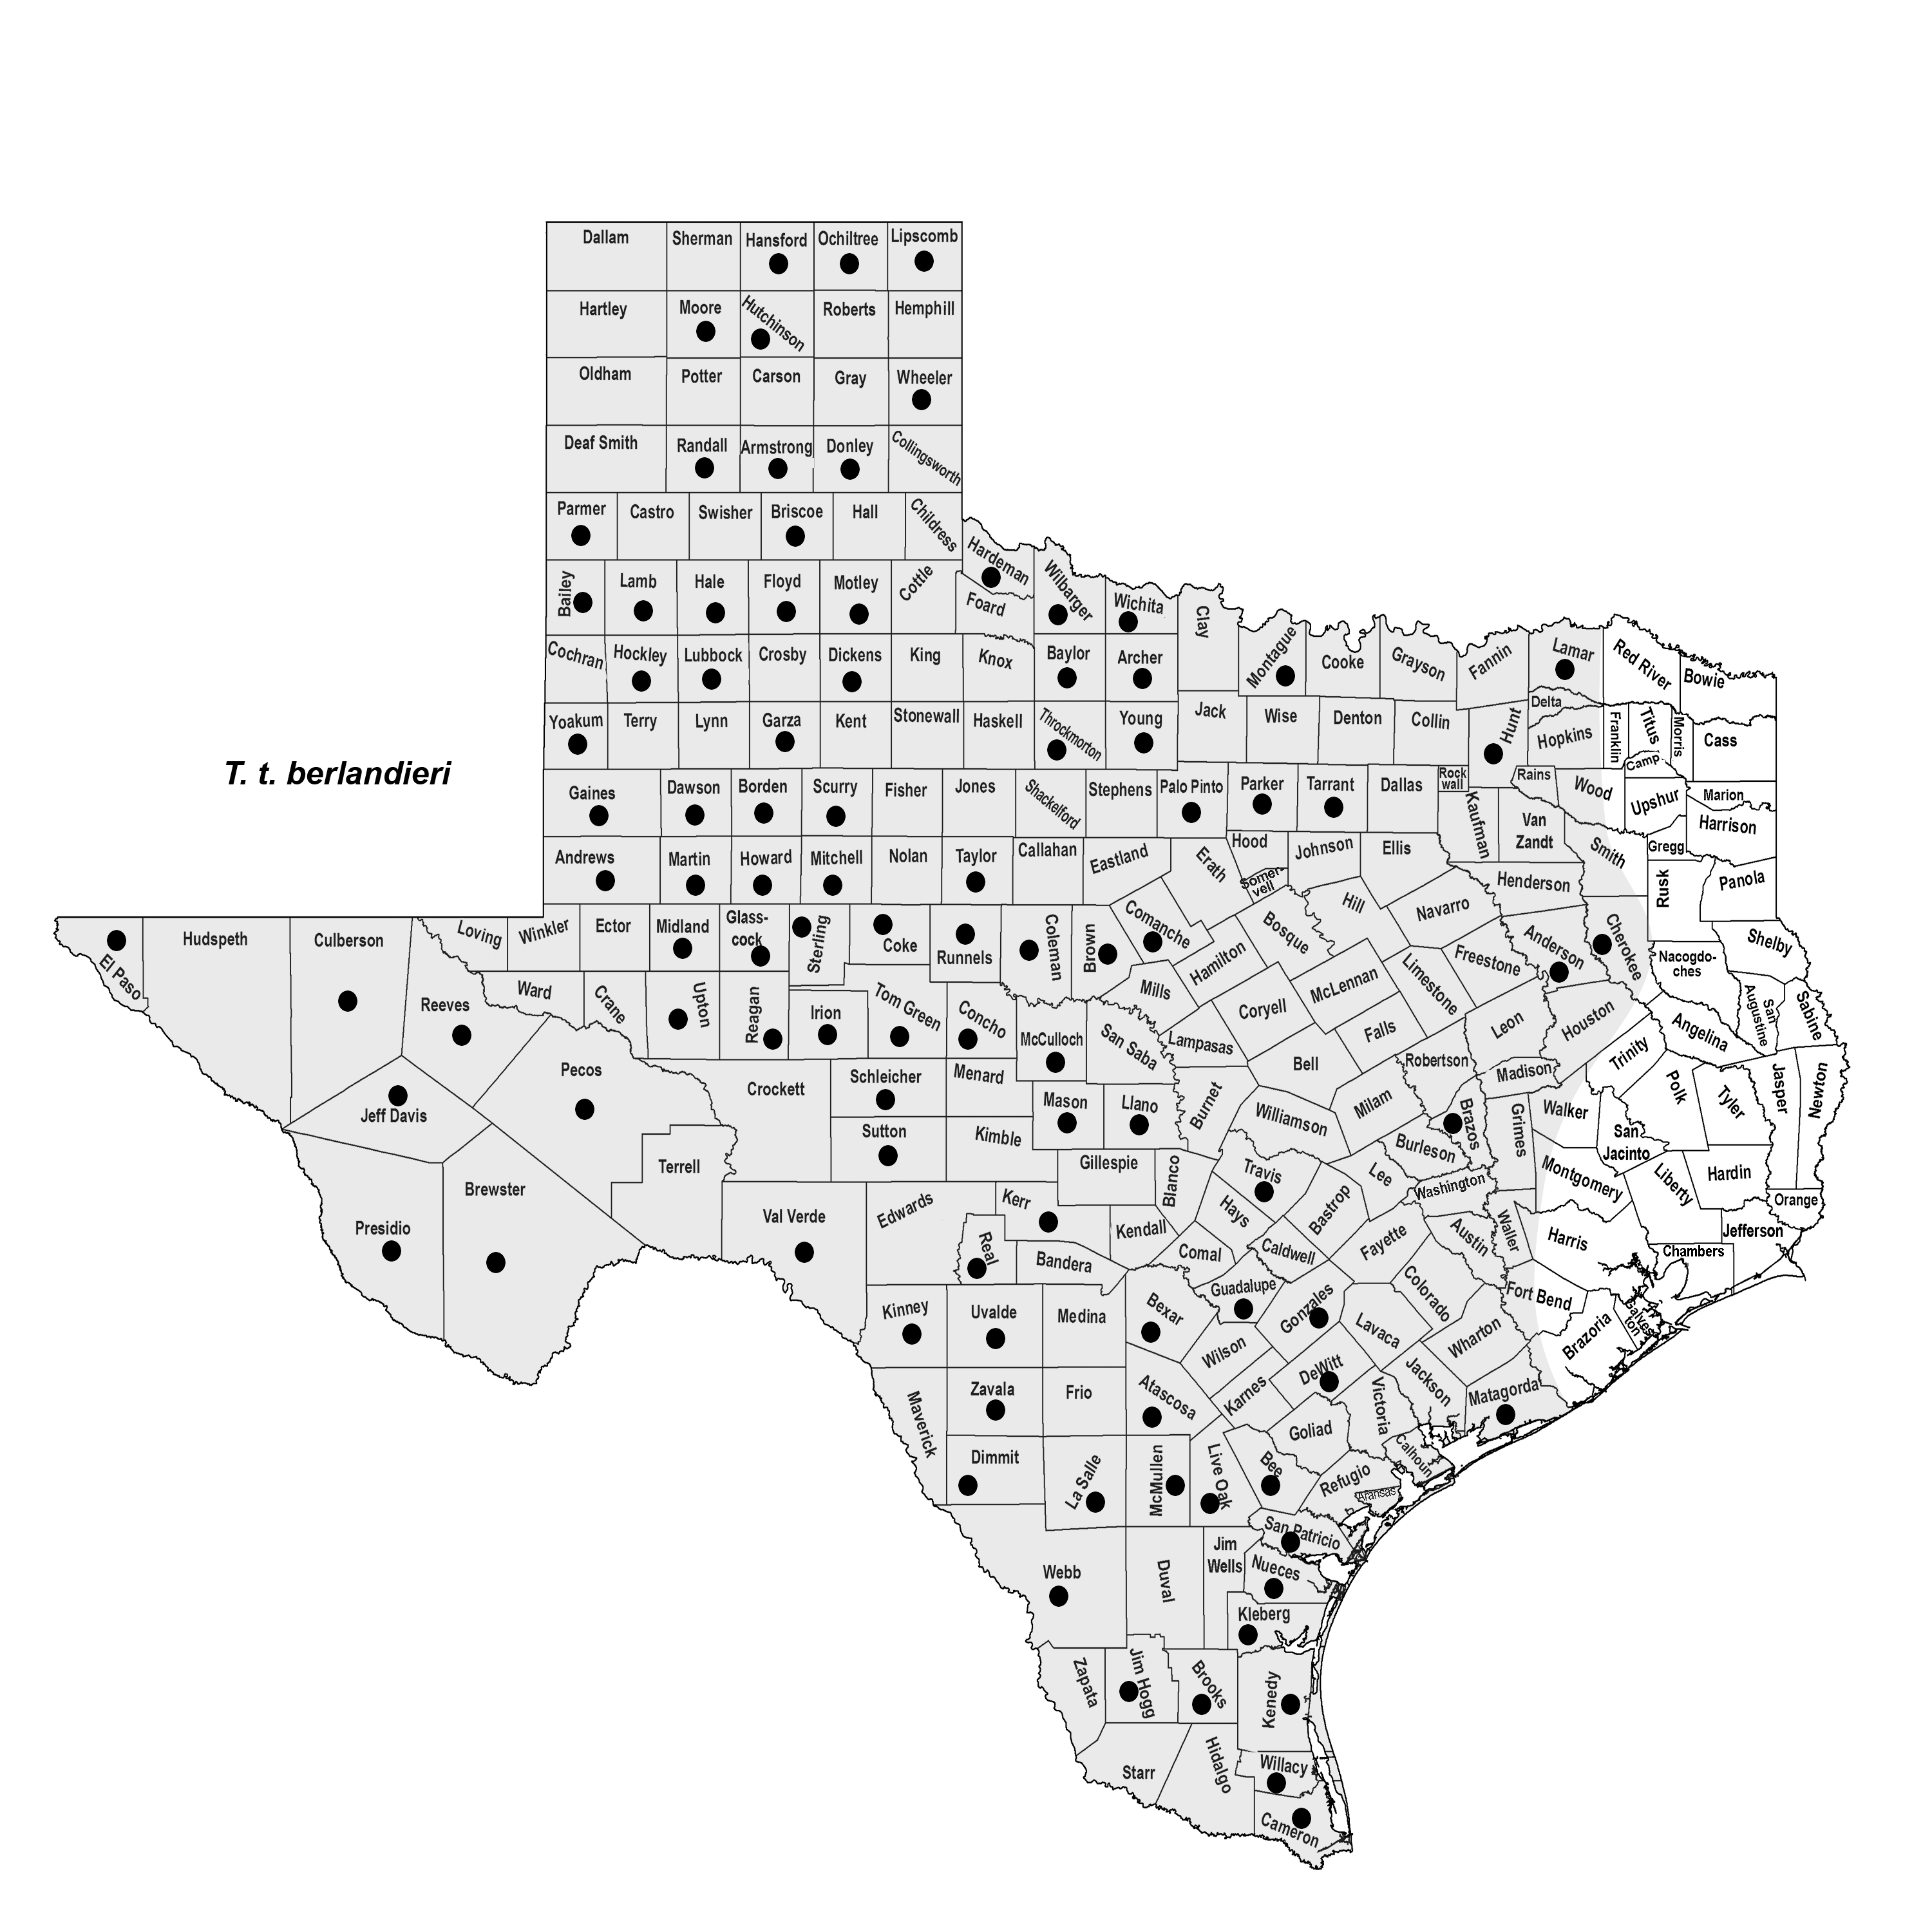 Dallam Sherman Hansford Ochiltree Lipscomb
Hartley Moore Hutchinson Roberts Hemphill
Oldham Potter Carson Gray Wheeler
Deaf Smith Randall Armstrong Donley Collingsworth
Parmer Castro Swisher Briscoe Hall Childress
Hardeman
Bailey Lamb Hale Floyd Motley Cottle Foard Wilbarger Wichita Clay
Montague Cooke Grayson Fannin Lamar Red River Bowie
Cochran Hockley Lubbock Crosby Dickens King Knox Baylor Archer
Yoakum Terry Lynn Garza Kent Stonewall Haskell Throckmorton Young Jack Wise Denton Collin Hunt Delta Hopkins Franklin Titus Morris Cass
Camp
T. t. berlandieri
Gaines Dawson Borden Scurry Fisher Jones Shackelford Stephens Palo Pinto Parker Tarrant Dallas Rock
wall Kaufman Rains Wood Upshur Marion
Harrison
Van
Zandt Smith Gregg
Andrews Martin Howard Mitchell Nolan Taylor Callahan Eastland Erath Hood Somer-
vell Johnson Ellis Henderson Rusk Panola
El Paso Hudspeth Culberson Loving Winkler Ector Midland Glass-
cock Sterling Coke Runnels Coleman Brown Comanche Hamilton Bosque Hill Navarro Anderson Cherokee Nacogdo-
ches Shelby
Reeves Ward Crane Upton Reagan Irion Tom Green Concho McCulloch San Saba Mills Lampasas Coryell McLennan Limestone Freestone Falls Leon Houston Angelina San
Augustine Sabine
Trinity
Jeff Davis Pecos Crockett Schleicher Menard Mason Llano Burnet Bell Williamson Milam Robertson Madison Brazos Grimes Walker Polk Tyler Jasper Newton
San
Jacinto
Presidio Brewster Terrell Sutton Kimble Gillespie Blanco Travis Lee Burleson Washington Montgomery Liberty Hardin Orange
Val Verde Edwards Kerr Real Kendall Bandera Comal Hays Caldwell Bastrop Fayette Austin Waller Harris Chambers Jefferson
Kinney Uvalde Medina Bexar Guadalupe Gonzales Lavaca Colorado Wharton Fort Bend Brazoria Galves
ton
Wilson
Maverick Zavala Frio Atascosa Karnes DeWitt Victoria Jackson Matagorda
Goliad Calhoun
Dimmit La Salle McMullen Live Oak Bee Refugio
Aransas
San Patricio
Webb Duval Jim
Wells Nueces
Kleberg
Zapata Jim Hogg Brooks Kenedy
Starr Hidalgo Willacy
Cameron